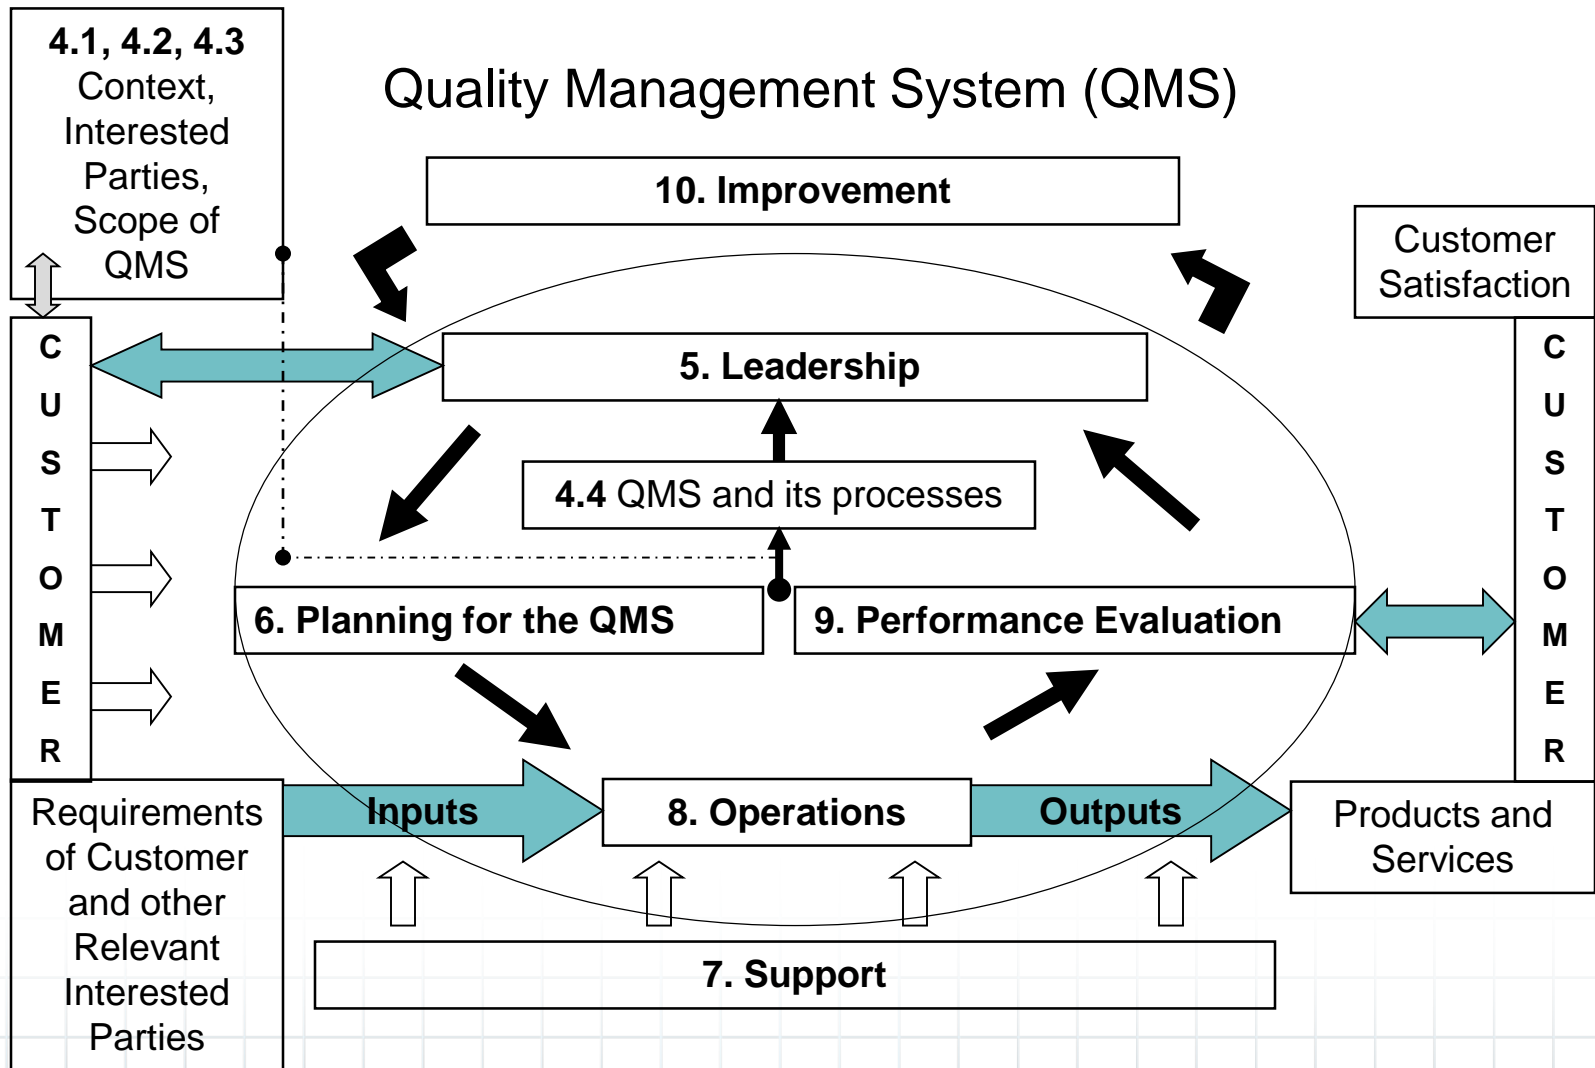 4.1, 4.2, 4.3
Context,
Interested
Parties,
Scope of
QMS
Quality Management System (QMS)
10. Improvement
Customer
Satisfaction
C
U
S
T
O
M
E
R
5. Leadership
4.4 QMS and its processes
6. Planning for the QMS
9. Performance Evaluation
C
U
S
T
O
M
E
R
Requirements
of Customer
and other
Relevant
Interested
Parties
Inputs
8. Operations
Outputs
Products and
Services
7. Support